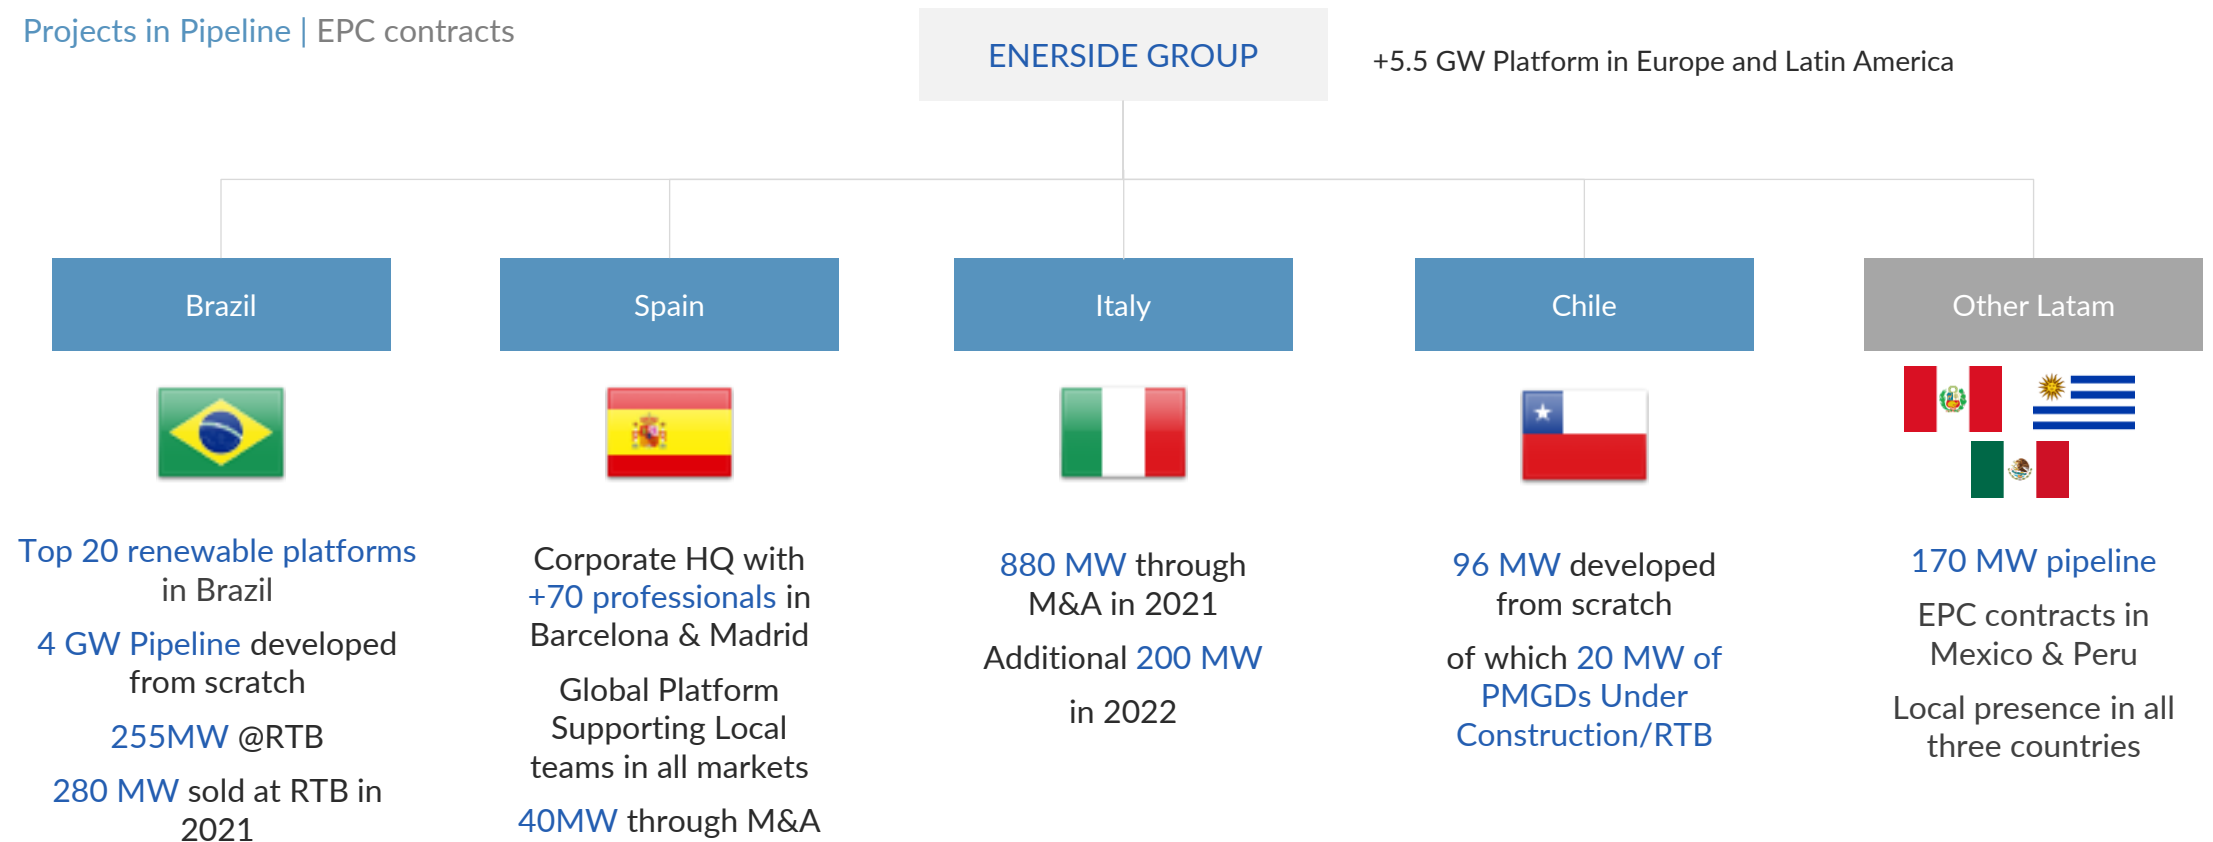 Projects in Pipeline | EPC contracts
ENERSIDE GROUP
+5.5 GW Platform in Europe and Latin America
Brazil
Top 20 renewable platforms
in Brazil
4 GW Pipeline developed
from scratch
255MW @RTB
280 MW sold at RTB in
2021
Spain
Corporate HQ with
+70 professionals in
Barcelona & Madrid
Global Platform
Supporting Local
teams in all markets
40MW through M&A
Italy
880 MW through
M&A in 2021
Additional 200 MW
in 2022
Chile
96 MW developed
from scratch
of which 20 MW of
PMGDs Under
Construction/RTB
Other Latam
170 MW pipeline
EPC contracts in
Mexico & Peru
Local presence in all
three countries